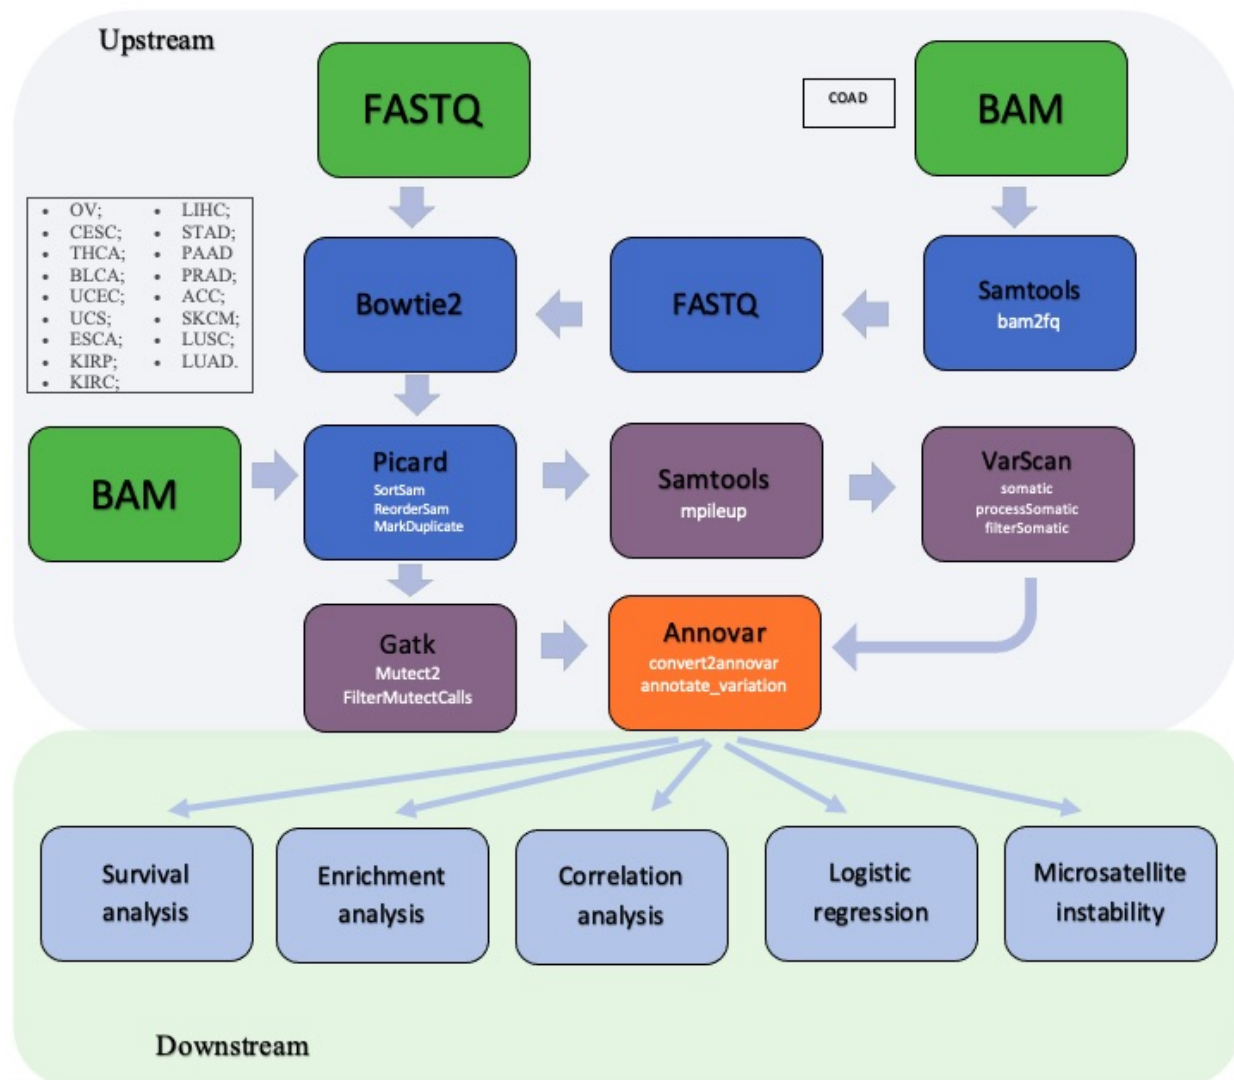 Upstream
FASTQ
COAD
BAM
• OV;
• CESC;
• THCA;
• BLCA;
• UCEC;
• UCS;
• ESCA;
• KIRP;
• KIRC;
• LIHC;
• STAD;
• PAAD
• PRAD;
• ACC;
• SKCM;
• LUSC;
• LUAD.
Bowtie2
FASTQ
Samtools
bam2fq
BAM
Picard
SortSam
ReorderSam
MarkDuplicate
Samtools
mpileup
VarScan
somatic
processSomatic
filterSomatic
Gatk
Mutect2
FilterMutectCalls
Annovar
convert2annovar
annotate_variation
Survival
analysis
Enrichment
analysis
Correlation
analysis
Logistic
regression
Microsatellite
instability
Downstream